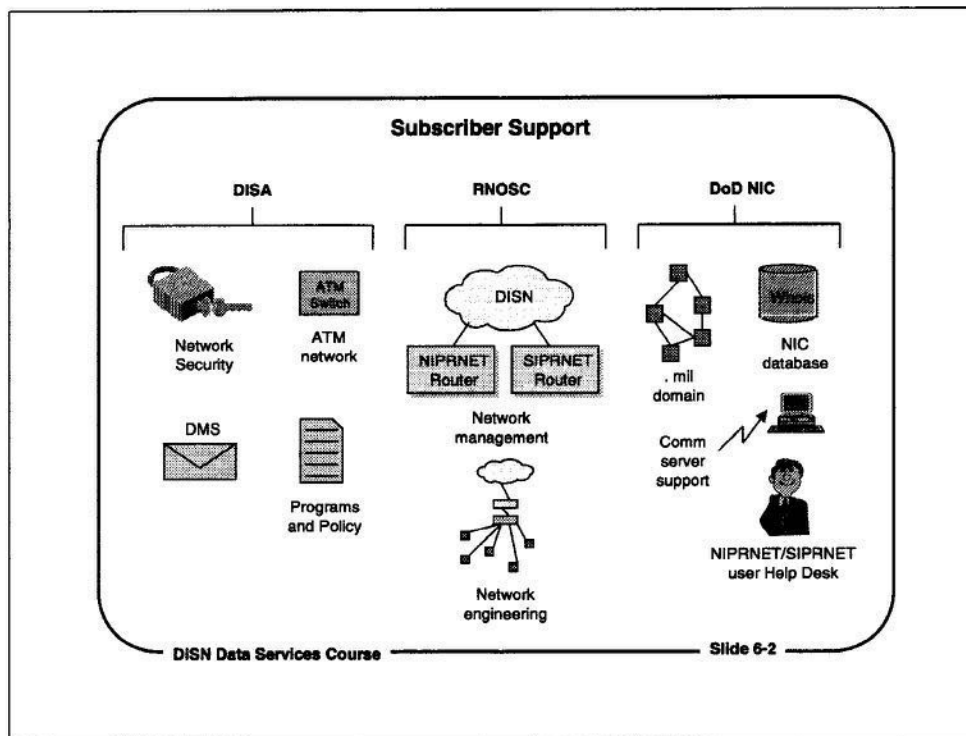 Subscriber Support
DISA
RNOSC
DoD NIC
Network
Security
ATM
Switch
ATM
network
DMS
Programs
and Policy
DISN
NIPRNET
Router
SIPRNET
Router
Network
management
Network
engineering
. mil
domain
Whois
NIC
database
Comm
server
support
NIPRNET/SIPRNET
user Help Desk
DISN Data Services Course
Slide 6-2